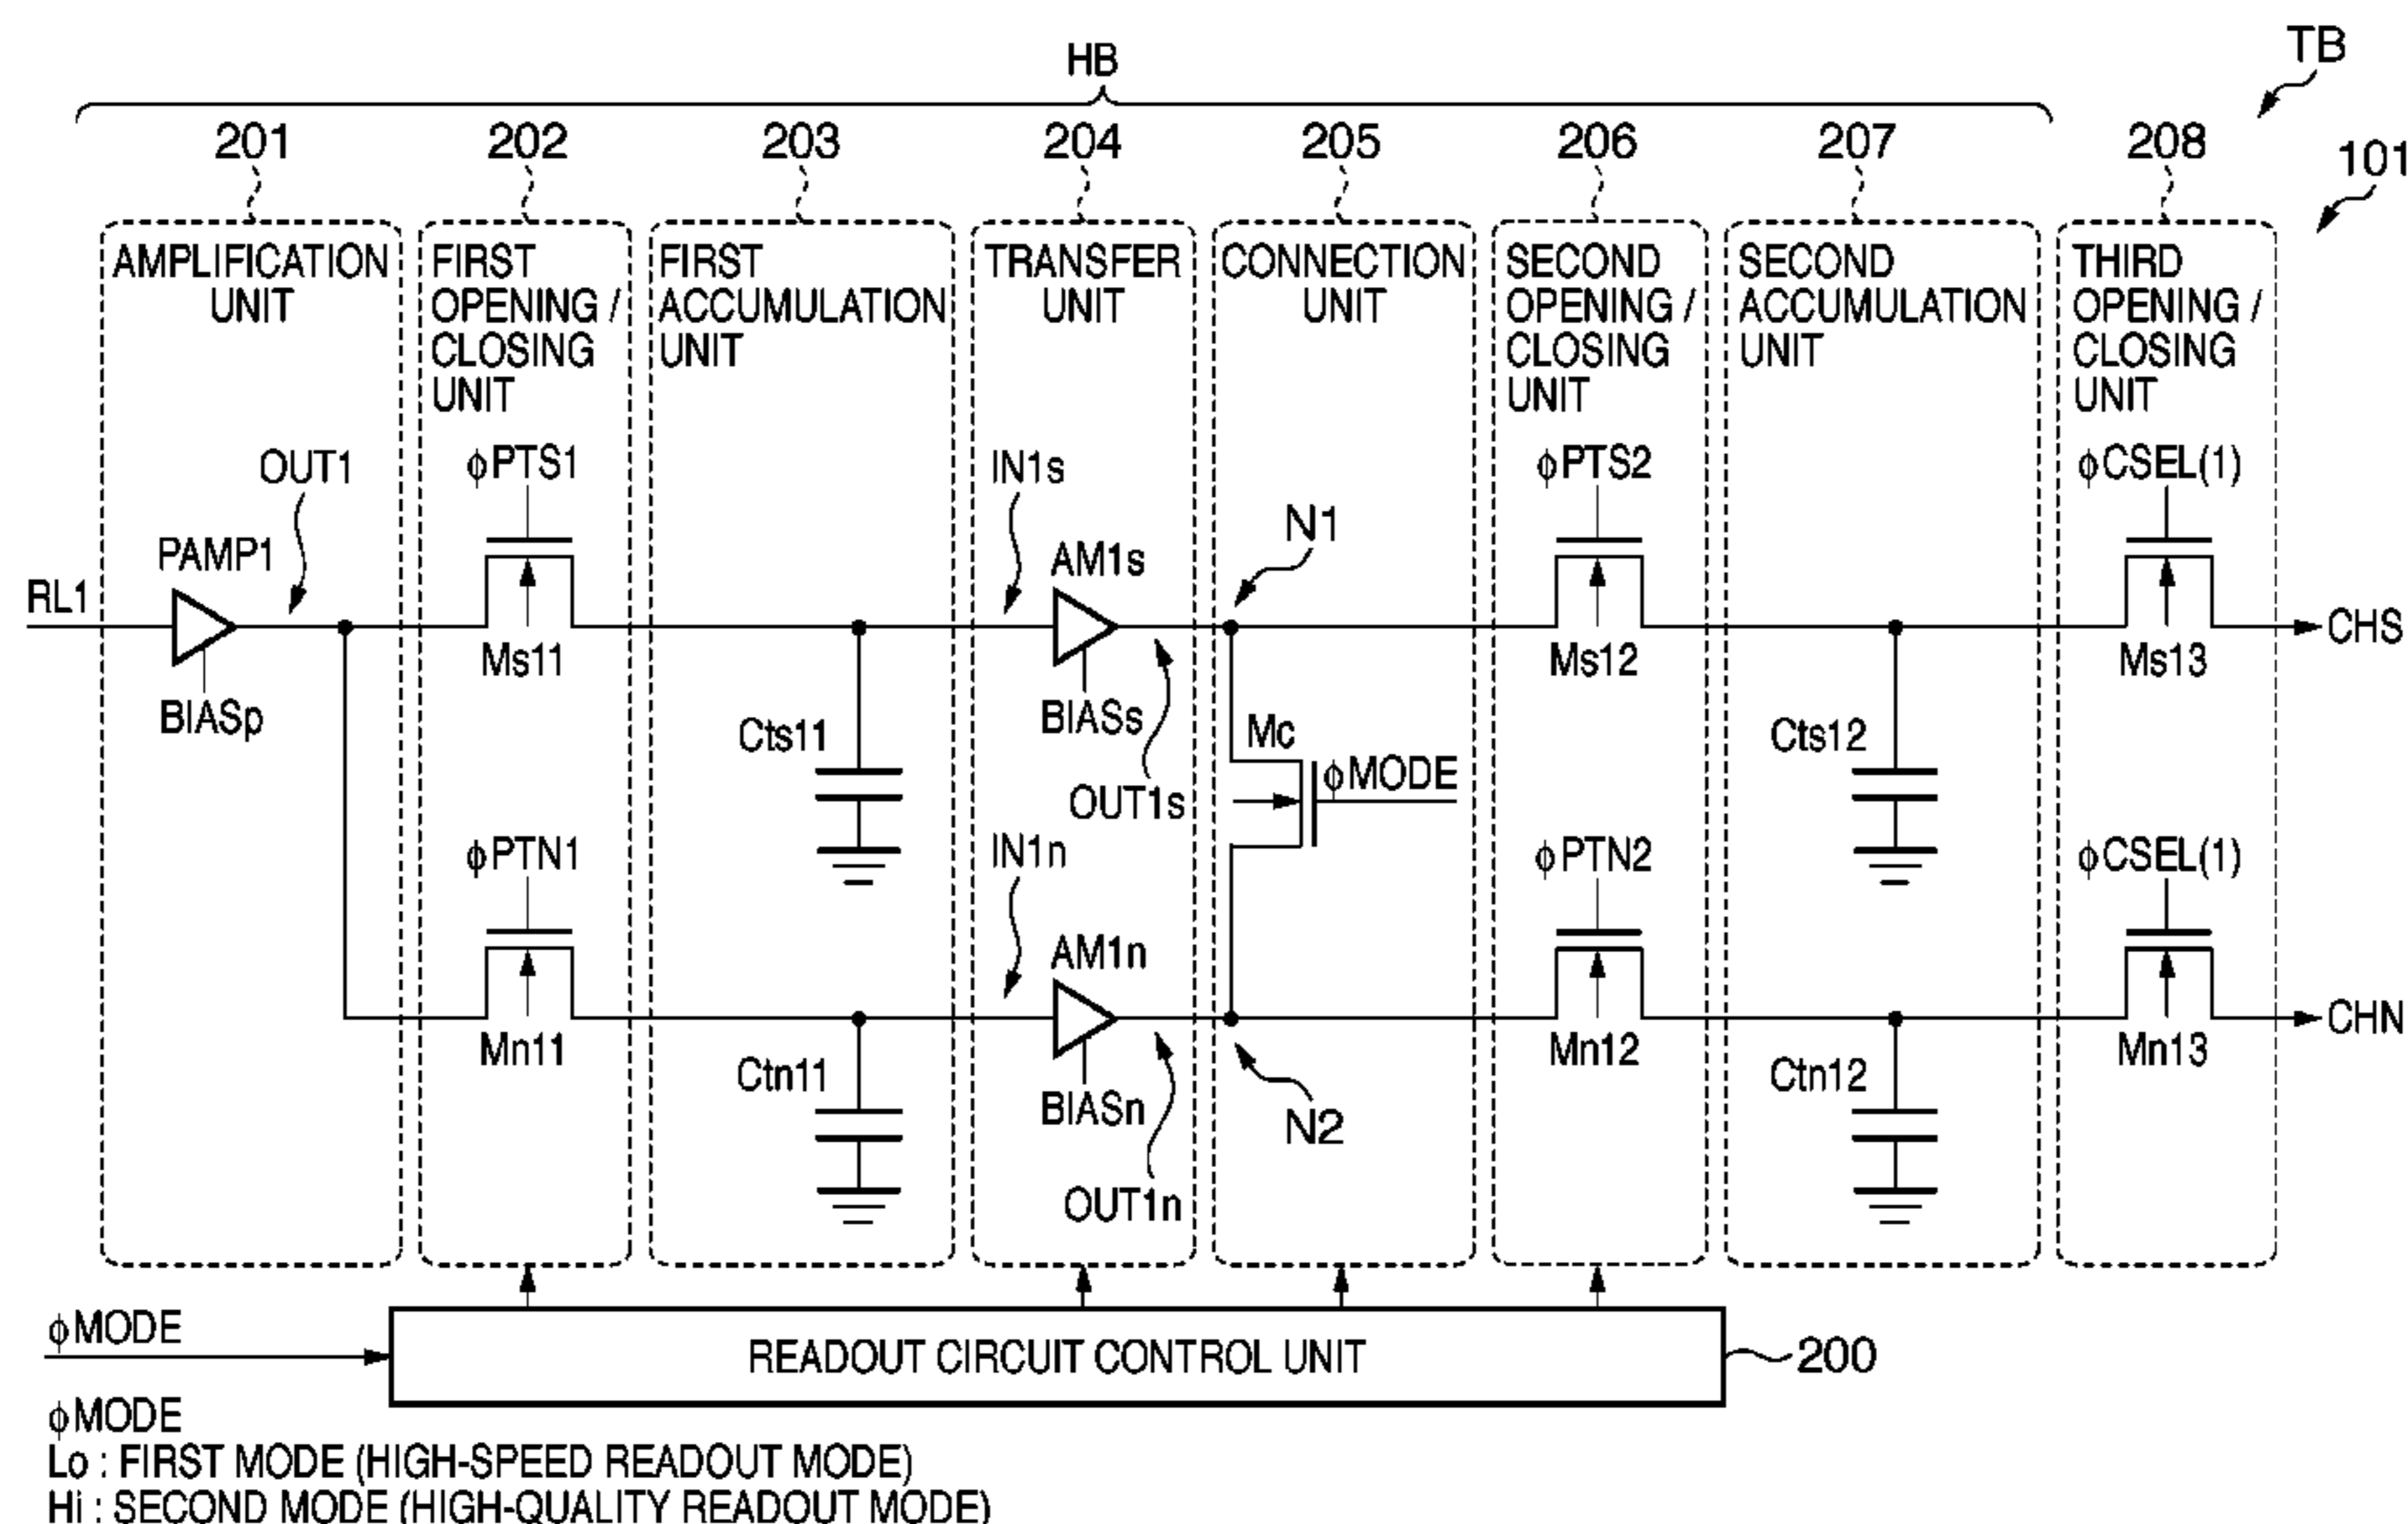 HB
TB
101
201
202
203
204
205
206
207
208
AMPLIFICATION
UNIT
FIRST
OPENING /
CLOSING
UNIT
FIRST
ACCUMULATION
UNIT
TRANSFER
UNIT
CONNECTION
UNIT
SECOND
OPENING /
CLOSING
UNIT
SECOND
ACCUMULATION
UNIT
THIRD
OPENING /
CLOSING
UNIT
OUT1
ϕPTS1
IN1s
ϕPTS2
ϕCSEL(1)
N1
PAMP1
AM1s
RL1
CHS
Ms11
Ms12
Ms13
BIASp
BIASs
Cts11
Mc
Cts12
ϕMODE
OUT1s
ϕPTN1
IN1n
ϕPTN2
ϕCSEL(1)
AM1n
CHN
Mn11
Mn12
Mn13
Ctn11
Ctn12
BIASn
N2
OUT1n
ϕMODE
READOUT CIRCUIT CONTROL UNIT
200
ϕMODE
Lo : FIRST MODE (HIGH-SPEED READOUT MODE)
Hi : SECOND MODE (HIGH-QUALITY READOUT MODE)